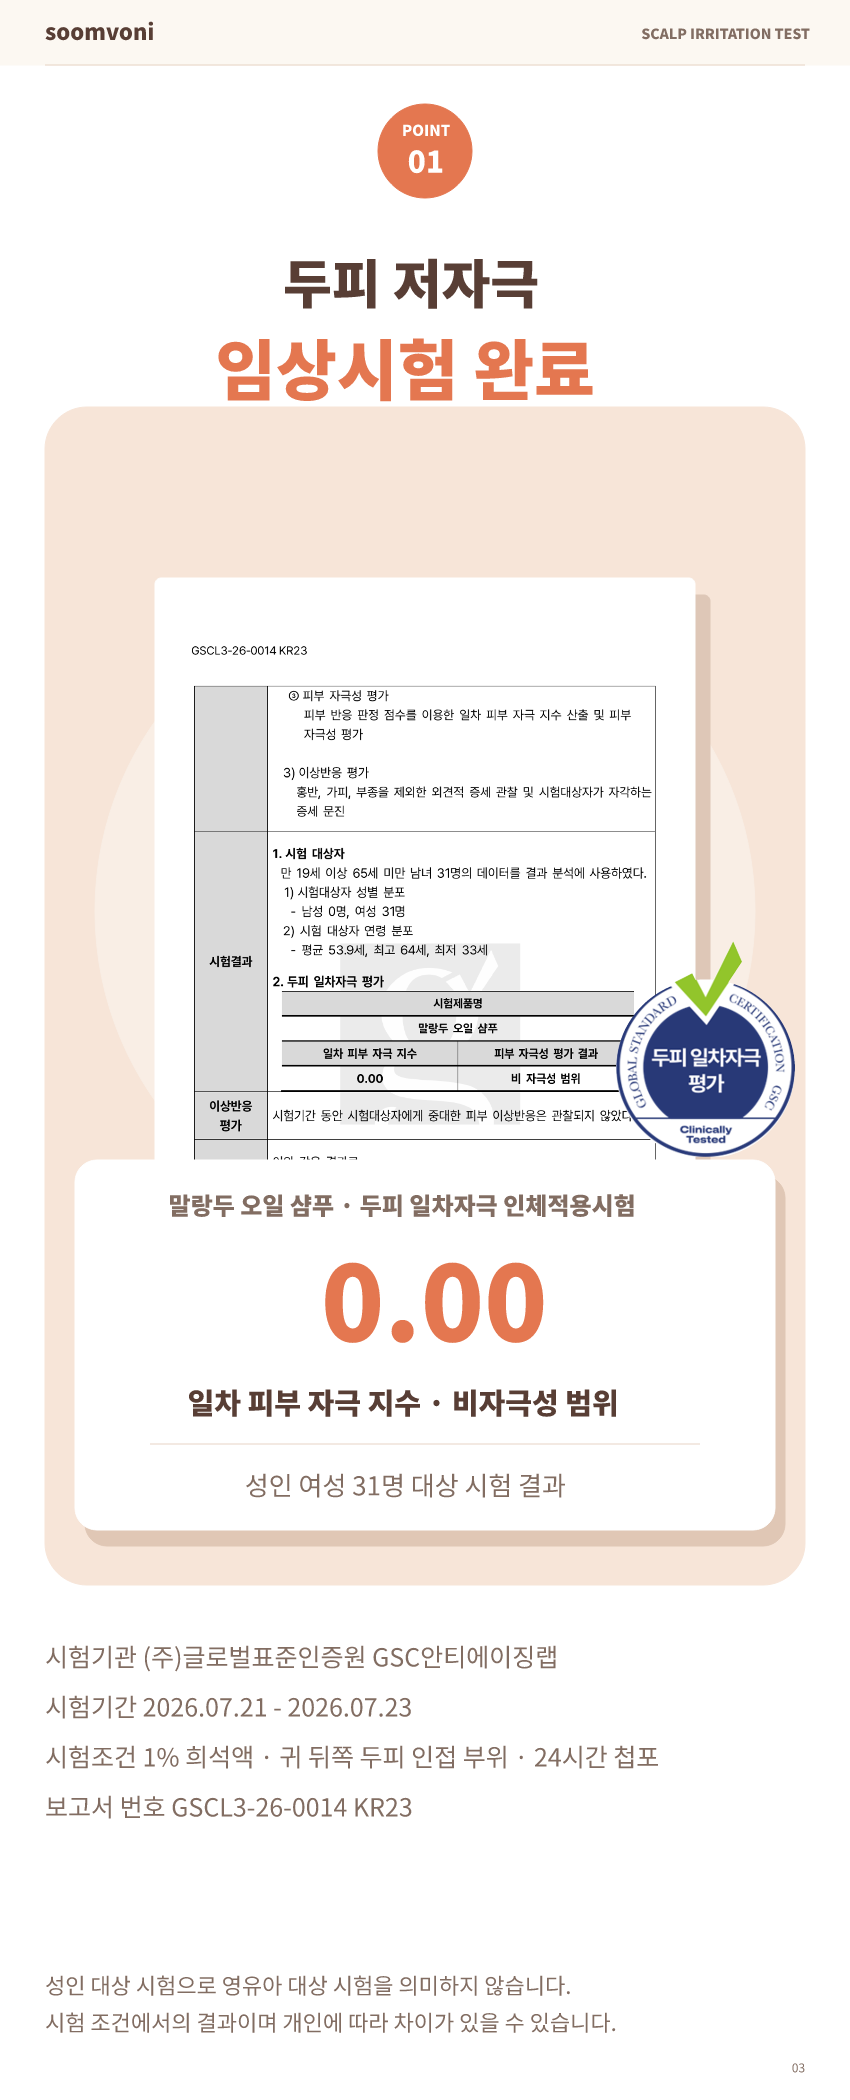 soomvoni
SCALP IRRITATION TEST
POINT
01
두피 저자극
임상시험 완료
GSCL3-26-0014 KR23
③ 피부 자극성 평가
피부 반응 판정 점수를 이용한 일차 피부 자극 지수 산출 및 피부
자극성 평가
3) 이상반응 평가
홍반, 가피, 부종을 제외한 외견적 증세 관찰 및 시험대상자가 자각하는
증세 문진
시험결과
1. 시험 대상자
만 19세 이상 65세 미만 남녀 31명의 데이터를 결과 분석에 사용하였다.
1) 시험대상자 성별 분포
- 남성 0명, 여성 31명
2) 시험 대상자 연령 분포
- 평균 53.9세, 최고 64세, 최저 33세
2. 두피 일차자극 평가
시험제품명
말랑두 오일 샴푸
일차 피부 자극 지수
피부 자극성 평가 결과
0.00
비 자극성 범위
이상반응
평가
시험기간 동안 시험대상자에게 중대한 피부 이상반응은 관찰되지 않았다
GLOBAL STANDARD CERTIFICATION GSC
두피 일차자극
평가
Clinically
Tested
말랑두 오일 샴푸 · 두피 일차자극 인체적용시험
0.00
일차 피부 자극 지수 · 비자극성 범위
성인 여성 31명 대상 시험 결과
시험기관 (주)글로벌표준인증원 GSC안티에이징랩
시험기간 2026.07.21 - 2026.07.23
시험조건 1% 희석액 · 귀 뒤쪽 두피 인접 부위 · 24시간 첩포
보고서 번호 GSCL3-26-0014 KR23
성인 대상 시험으로 영유아 대상 시험을 의미하지 않습니다.
시험 조건에서의 결과이며 개인에 따라 차이가 있을 수 있습니다.
03